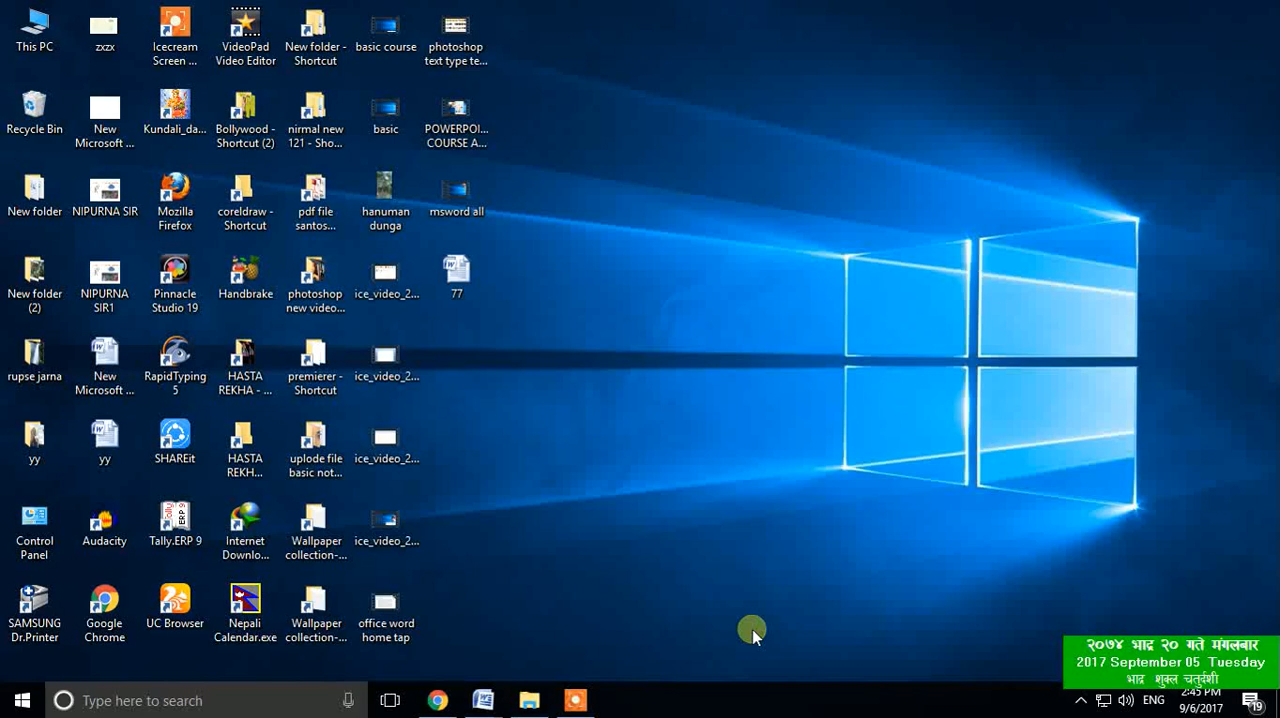 This PC
zxzx
Icecream
Screen ...
VideoPad
Video Editor
New folder -
Shortcut
basic course
photoshop
text type te...
Recycle Bin
New
Microsoft ...
Kundali_da...
Bollywood -
Shortcut (2)
nirmal new
121 - Sho...
basic
POWERPOI...
COURSE A...
New folder
NIPURNA SIR
Mozilla
Firefox
coreldraw -
Shortcut
pdf file
santos...
hanuman
dunga
msword all
New folder
(2)
NIPURNA
SIR1
Pinnacle
Studio 19
Handbrake
photoshop
new video...
ice_video_2...
77
rupse jarna
New
Microsoft ...
RapidTyping
5
HASTA
REKHA - ...
premierer -
Shortcut
ice_video_2...
yy
yy
SHAREit
HASTA
REKH...
uplode file
basic not...
ice_video_2...
Control
Panel
Audacity
Tally.ERP 9
Internet
Downlo...
Wallpaper
collection-...
ice_video_2...
SAMSUNG
Dr.Printer
Google
Chrome
UC Browser
Nepali
Calendar.exe
Wallpaper
collection-...
office word
home tap
२०७४ भाद्र २० गते मंगलबार
2017 September 05 Tuesday
भाद्र शुक्ल चतुर्दशी
Type here to search
ENG
2:45 PM
9/6/2017
19